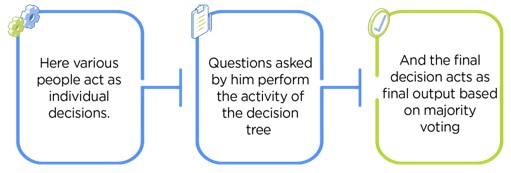 Here various
people act as
individual
decisions.
Questions asked
by him perform
the activity of
the decision
tree
And the final
decision acts as
final output based
on majority
voting